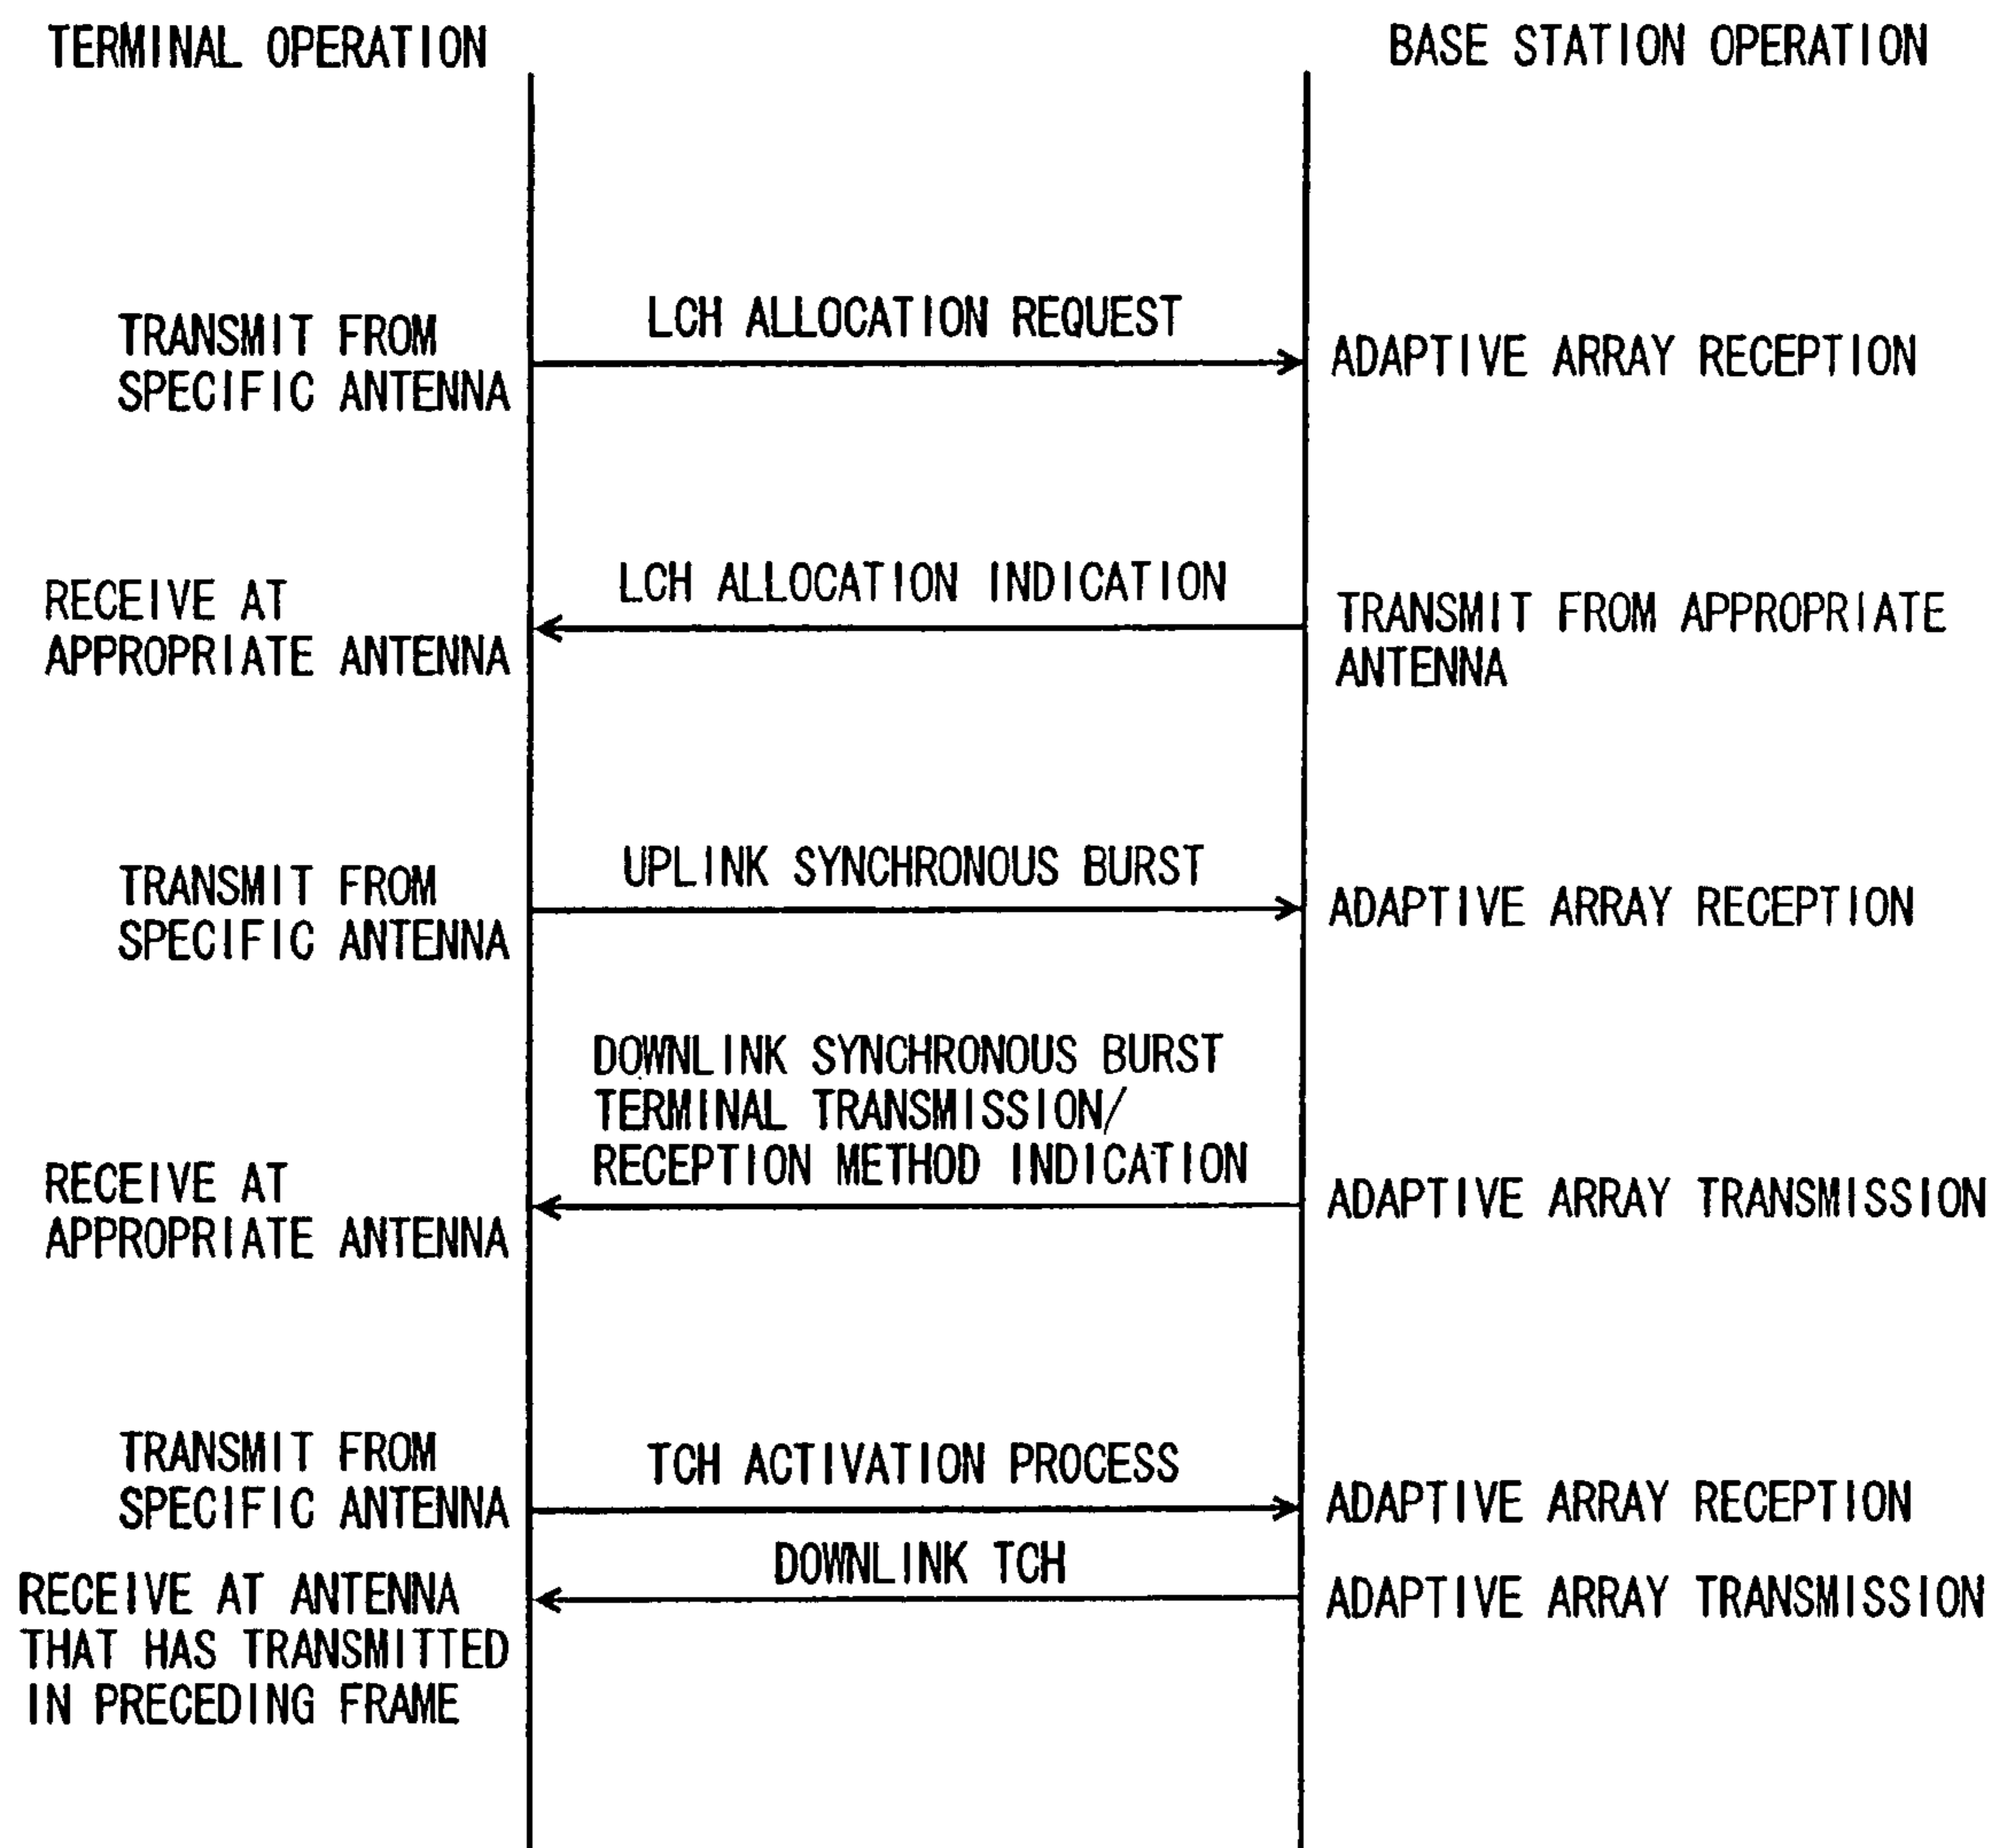 TERMINAL OPERATION
BASE STATION OPERATION
TRANSMIT FROM
SPECIFIC ANTENNA
LCH ALLOCATION REQUEST
ADAPTIVE ARRAY RECEPTION
RECEIVE AT
APPROPRIATE ANTENNA
LCH ALLOCATION INDICATION
TRANSMIT FROM APPROPRIATE
ANTENNA
TRANSMIT FROM
SPECIFIC ANTENNA
UPLINK SYNCHRONOUS BURST
ADAPTIVE ARRAY RECEPTION
DOWNLINK SYNCHRONOUS BURST
TERMINAL TRANSMISSION/
RECEPTION METHOD INDICATION
RECEIVE AT
APPROPRIATE ANTENNA
ADAPTIVE ARRAY TRANSMISSION
TRANSMIT FROM
SPECIFIC ANTENNA
TCH ACTIVATION PROCESS
ADAPTIVE ARRAY RECEPTION
DOWNLINK TCH
RECEIVE AT ANTENNA
THAT HAS TRANSMITTED
IN PRECEDING FRAME
ADAPTIVE ARRAY TRANSMISSION